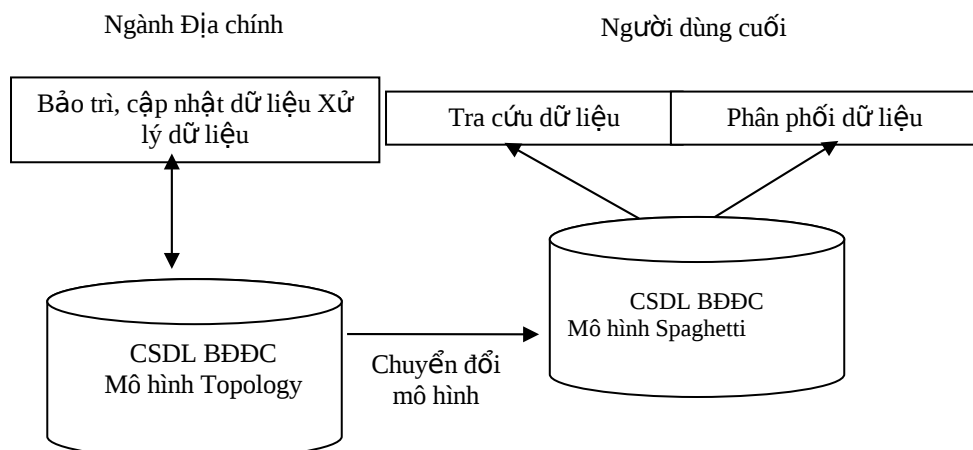 Ngành Địa chính
Người dùng cuối
Bảo trì, cập nhật dữ liệu Xử
lý dữ liệu
Tra cứu dữ liệu
Phân phối dữ liệu
CSDL BĐĐC
Mô hình Spaghetti
CSDL BĐĐC
Mô hình Topology
Chuyển đổi
mô hình